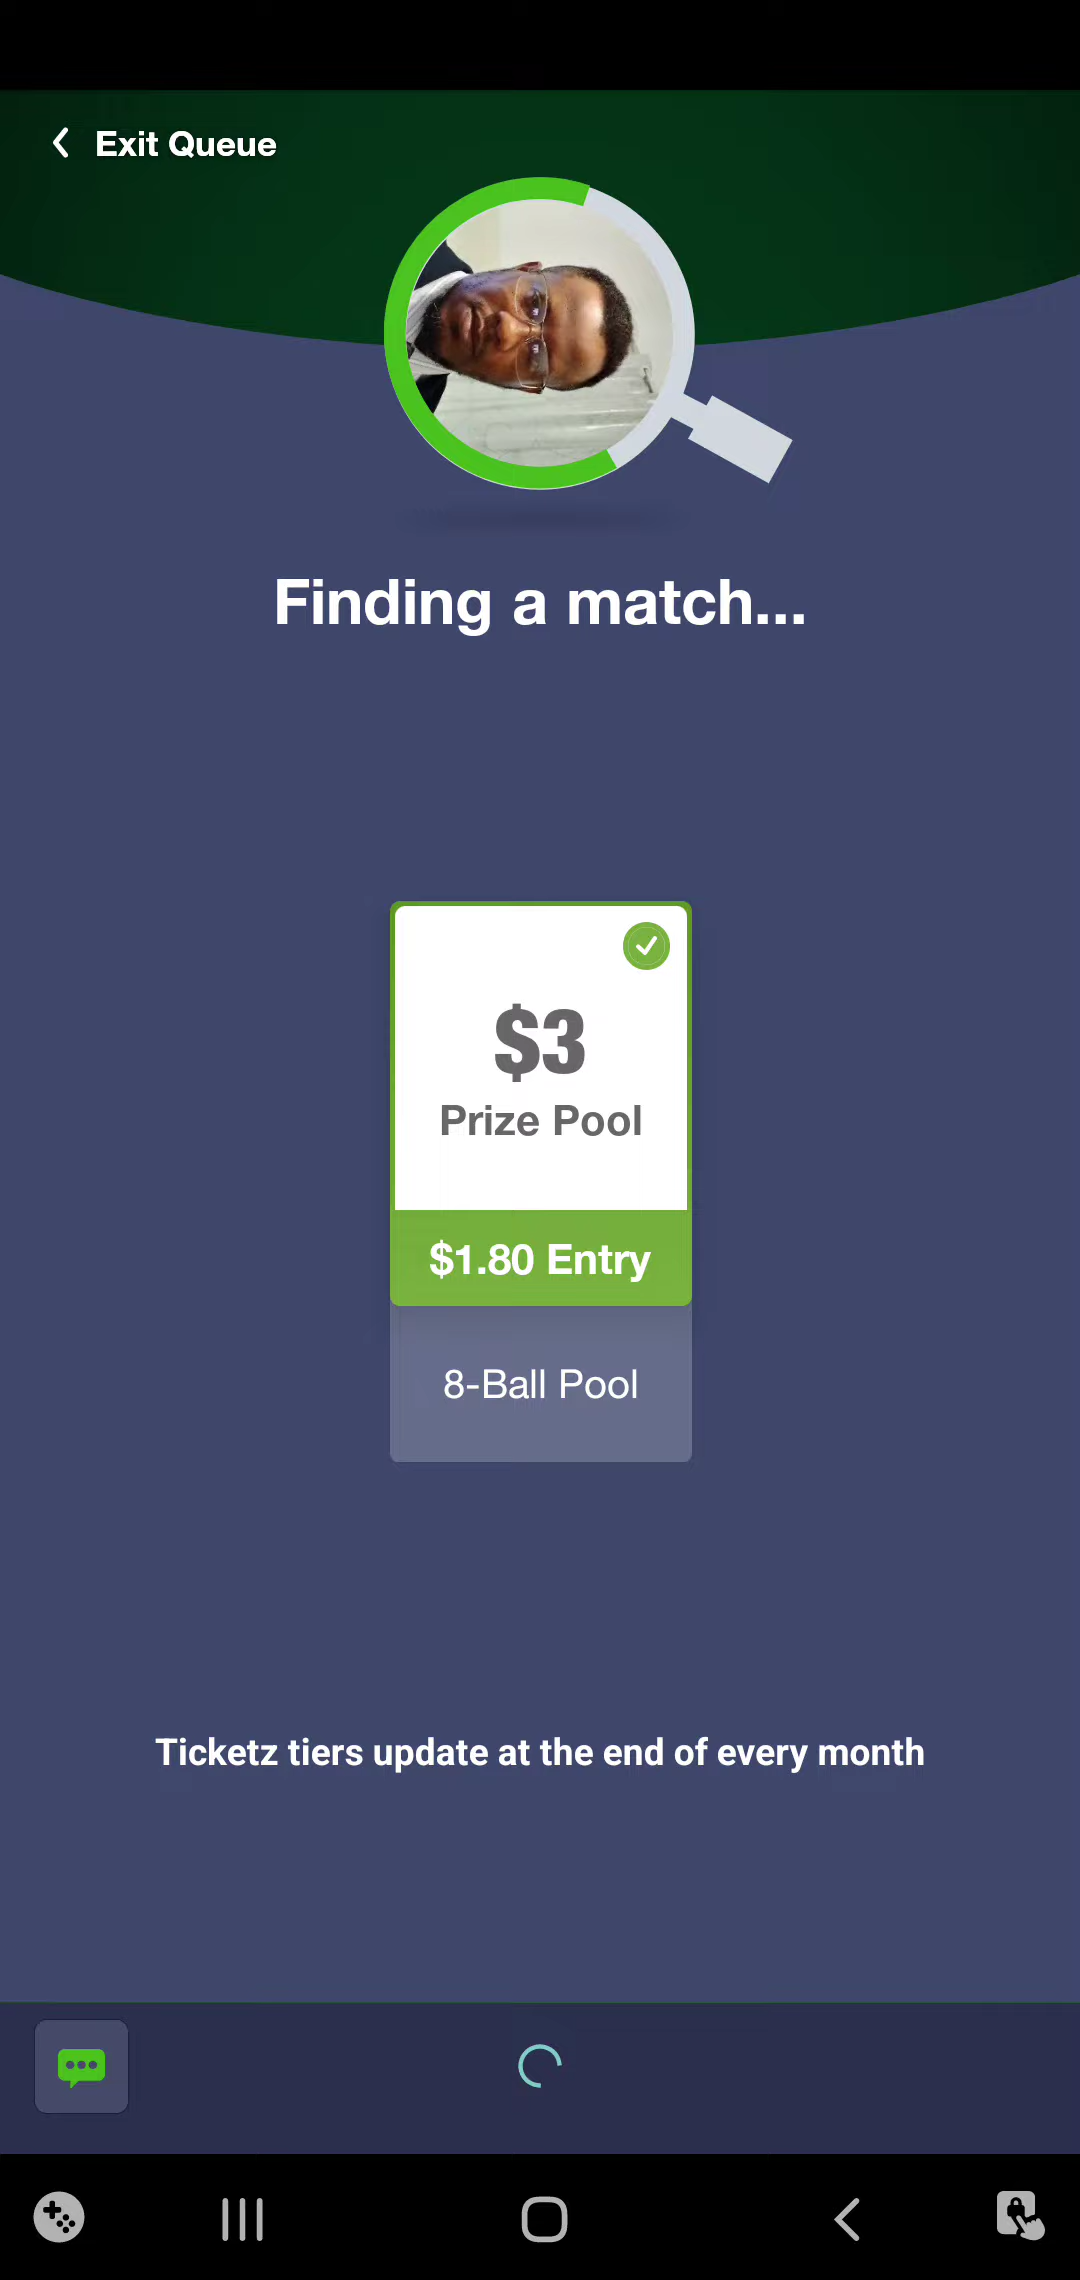 Exit Queue
Finding a match...
$3
Prize Pool
$1.80 Entry
8-Ball Pool
Ticketz tiers update at the end of every month